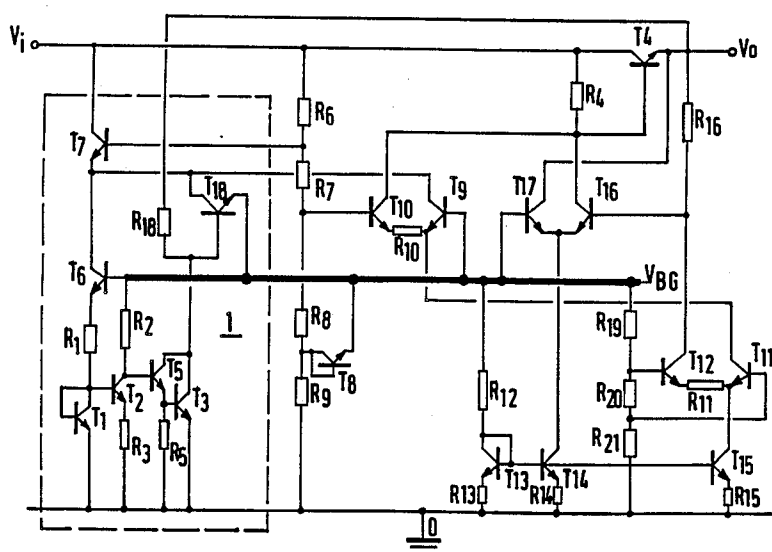 Vi
T4
Vo
R6
R4
T7
R16
R7
T18
T9
T17
T16
R18
T10
R10
T6
VBG
1
R1
R2
R8
R19
T5
T12
T11
T2
T8
R12
R20
R11
T1
T3
R9
R3
R5
R21
T13
T14
T15
R13
R14
R15
0